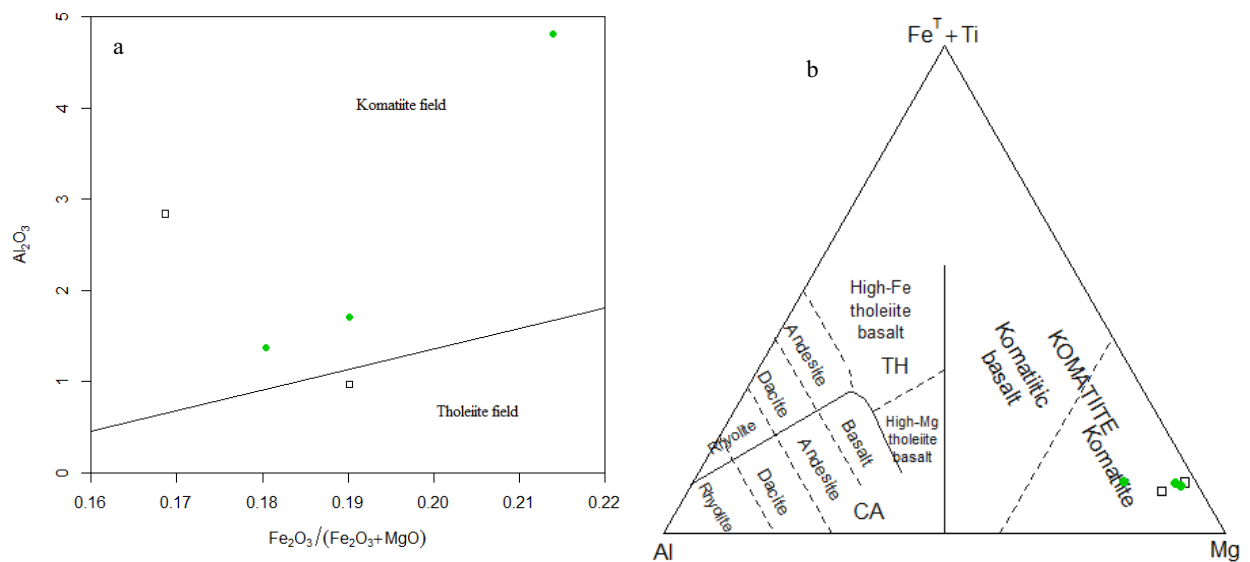 a
5
4
3
2
1
0
Al₂O₃
Komatiite field
Tholeiite field
0.16 0.17 0.18 0.19 0.20 0.21 0.22
Fe₂O₃/(Fe₂O₃+MgO)
b
Feᵀ+Ti
High-Fe
tholeiite
basalt
TH
Andesite
Dacite
Rhyolite
High-Mg
tholeiite
basalt
Basalt
Andesite
Dacite
Rhyolite
CA
Komatiitic
basalt
KOMATIITE
Komatiite
Al
Mg